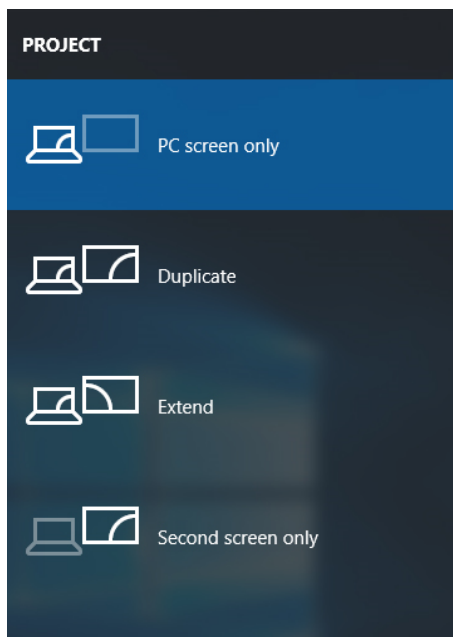 PROJECT
PC screen only
Duplicate
Extend
Second screen only